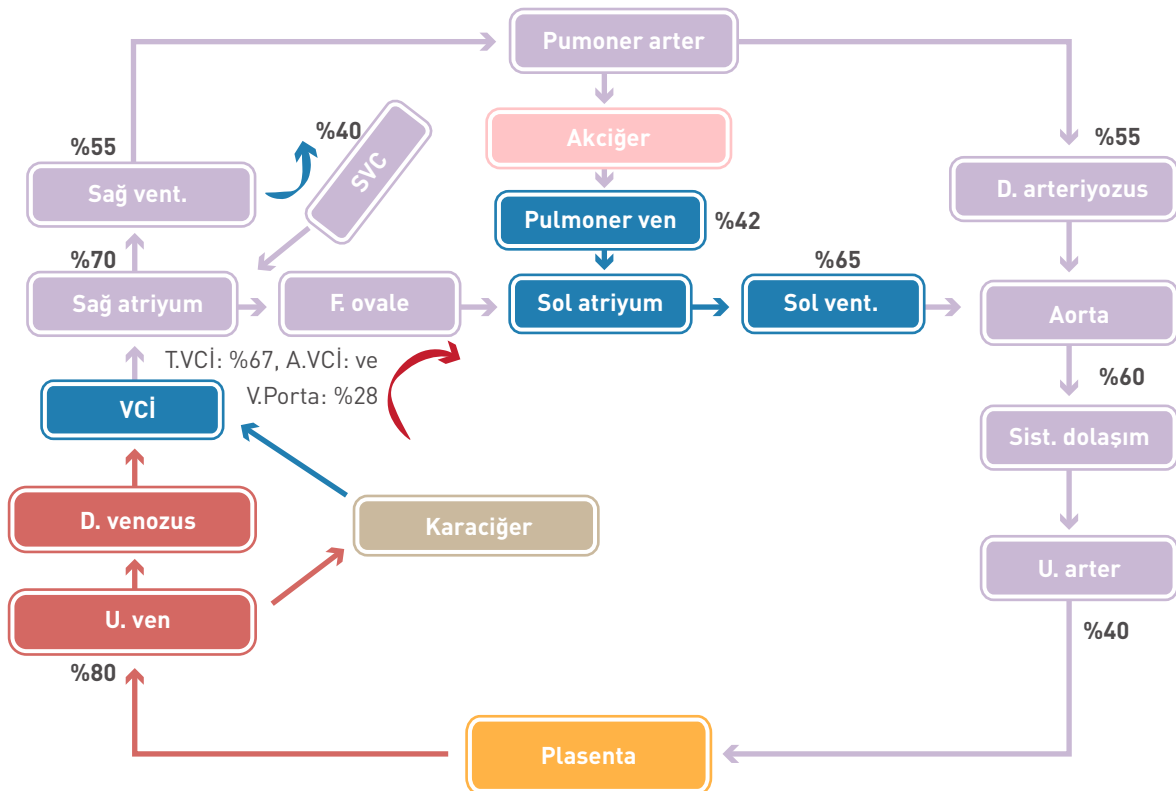 Pumoner arter
%55
%40
SVC
Akciğer
%55
Sağ vent.
D. arteriyozus
Pulmoner ven
%42
%70
%65
Sağ atriyum
F. ovale
Sol atriyum
Sol vent.
Aorta
T.VCİ: %67, A.VCİ: ve
V.Porta: %28
%60
VCİ
Sist. dolaşım
D. venozus
Karaciğer
U. arter
U. ven
%40
%80
Plasenta